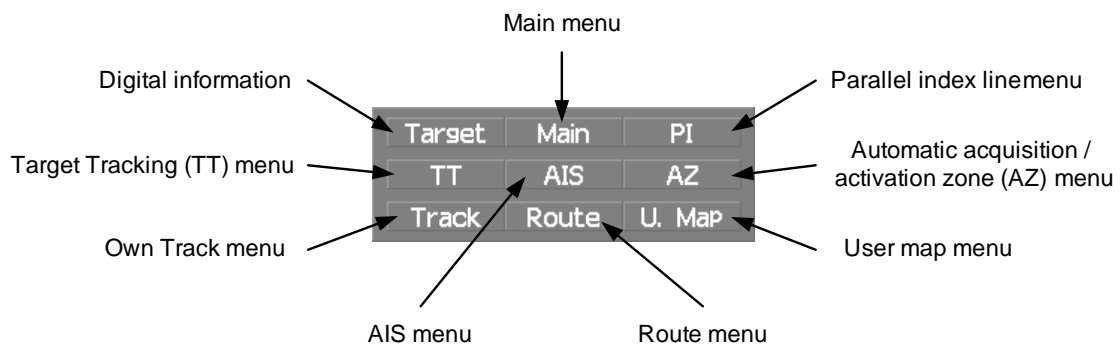 Main menu
Digital information
Parallel index linemenu
Target Main PI
Target Tracking (TT) menu
Automatic acquisition /
activation zone (AZ) menu
TT AIS AZ
Track Route U. Map
Own Track menu
User map menu
AIS menu
Route menu